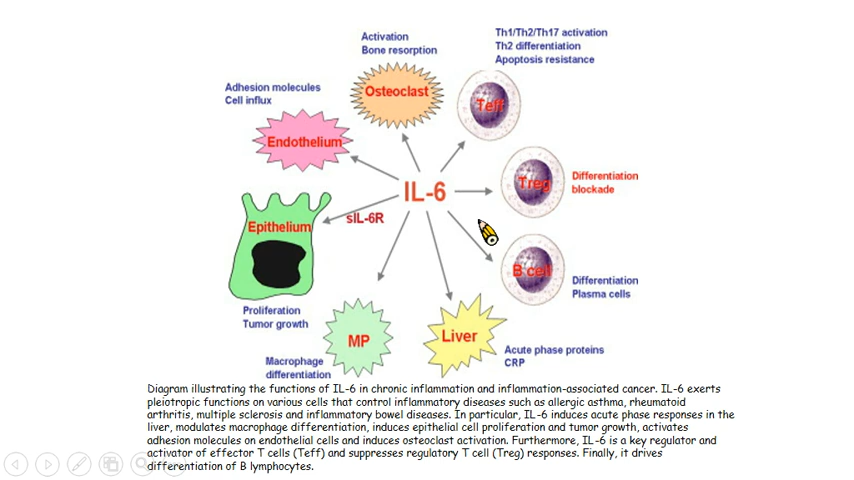 Activation
Bone resorption
Th1/Th2/Th17 activation
Th2 differentiation
Apoptosis resistance
Adhesion molecules
Cell influx
Osteoclast
Teff
Endothelium
IL-6
Treg
Differentiation
blockade
sIL-6R
Epithelium
B cell
Differentiation
Plasma cells
Proliferation
Tumor growth
MP
Liver
Acute phase proteins
CRP
Macrophage
differentiation
Diagram illustrating the functions of IL-6 in chronic inflammation and inflammation-associated cancer. IL-6 exerts
pleiotropic functions on various cells that control inflammatory diseases such as allergic asthma, rheumatoid
arthritis, multiple sclerosis and inflammatory bowel diseases. In particular, IL-6 induces acute phase responses in the
liver, modulates macrophage differentiation, induces epithelial cell proliferation and tumor growth, activates
adhesion molecules on endothelial cells and induces osteoclast activation. Furthermore, IL-6 is a key regulator and
activator of effector T cells (Teff) and suppresses regulatory T cell (Treg) responses. Finally, it drives
differentiation of B lymphocytes.